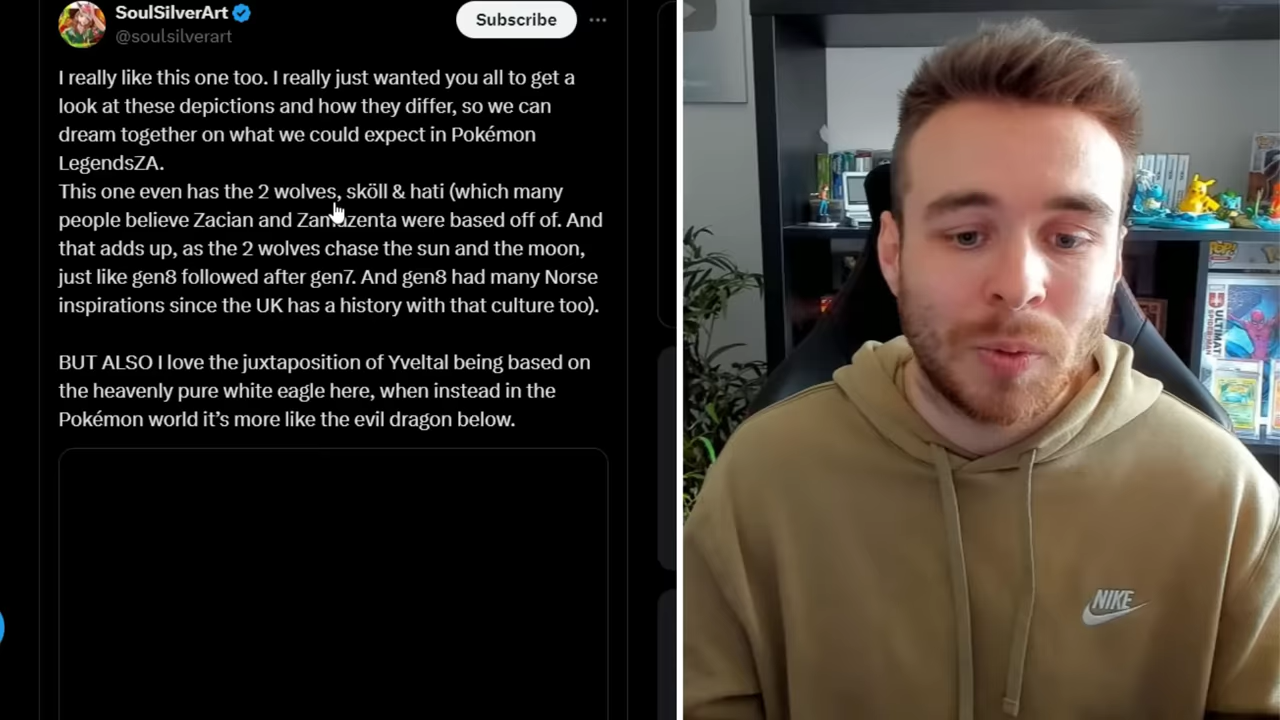 SoulSilverArt
@soulsilverart
Subscribe
I really like this one too. I really just wanted you all to get a
look at these depictions and how they differ, so we can
dream together on what we could expect in Pokémon
LegendsZA.
This one even has the 2 wolves, sköll & hati (which many
people believe Zacian and Zamazenta were based off of. And
that adds up, as the 2 wolves chase the sun and the moon,
just like gen8 followed after gen7. And gen8 had many Norse
inspirations since the UK has a history with that culture too).
BUT ALSO I love the juxtaposition of Yveltal being based on
the heavenly pure white eagle here, when instead in the
Pokémon world it's more like the evil dragon below.
NIKE
POP!
ULTIMATE